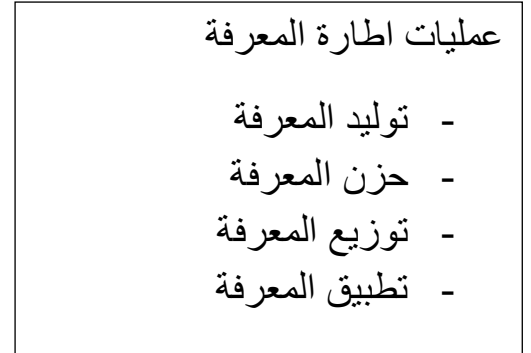 عمليات اطارة المعرفة
- توليد المعرفة
- حزن المعرفة
- توزيع المعرفة
- تطبيق المعرفة